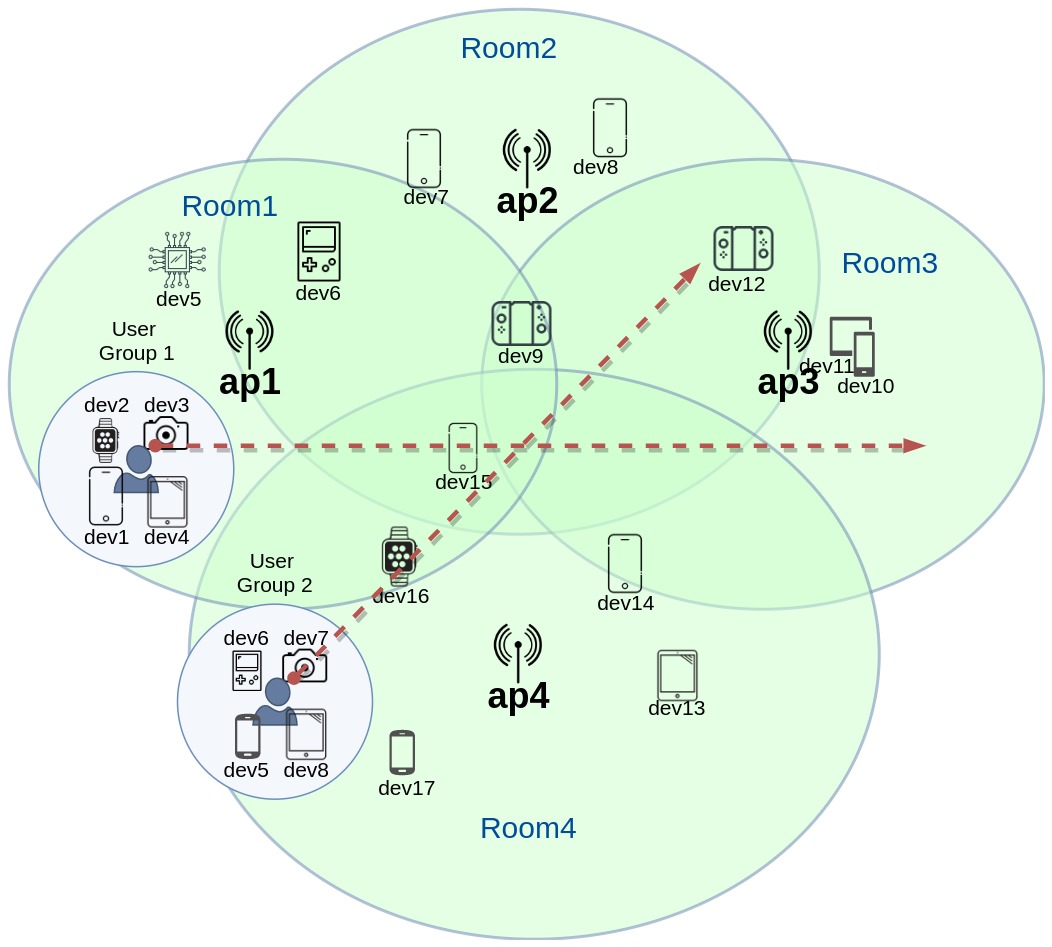 Room2
dev8
dev7
ap2
Room1
Room3
dev5
dev6
dev12
User
Group 1
dev9
dev11
ap1
ap3
dev10
dev2
dev3
dev15
dev1
dev4
User
Group 2
dev16
dev14
dev6
dev7
ap4
dev13
dev5
dev8
dev17
Room4